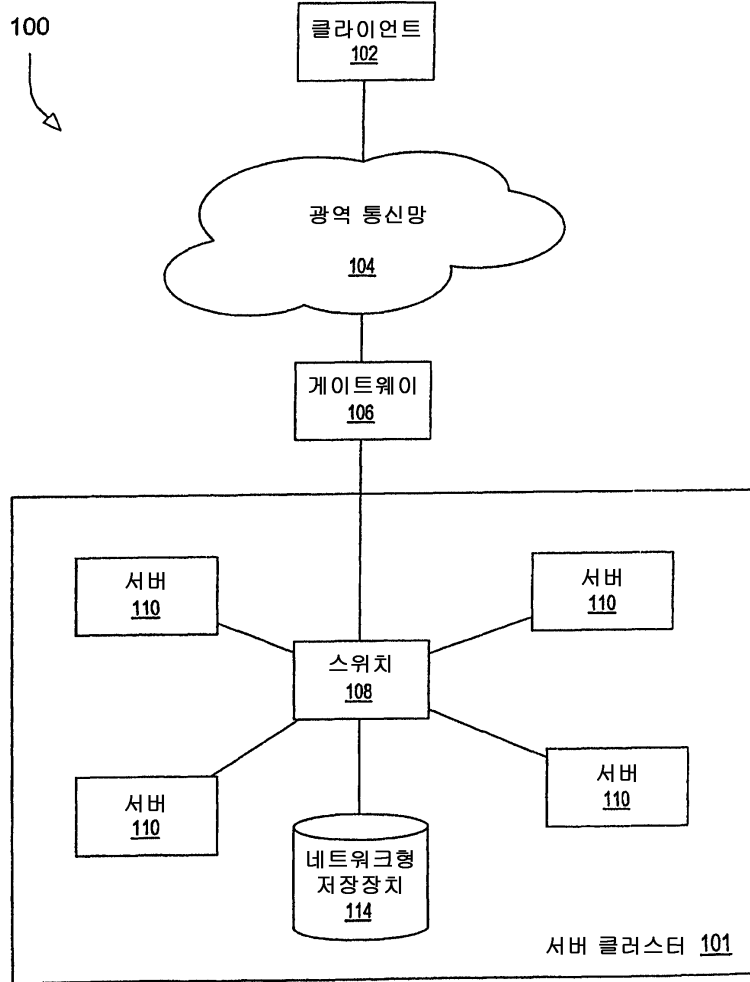 100
클라이언트
102
광역 통신망
104
게이트웨이
106
서버
110
서버
110
스위치
108
서버
110
서버
110
네트워크형
저장장치
114
서버 클러스터 101